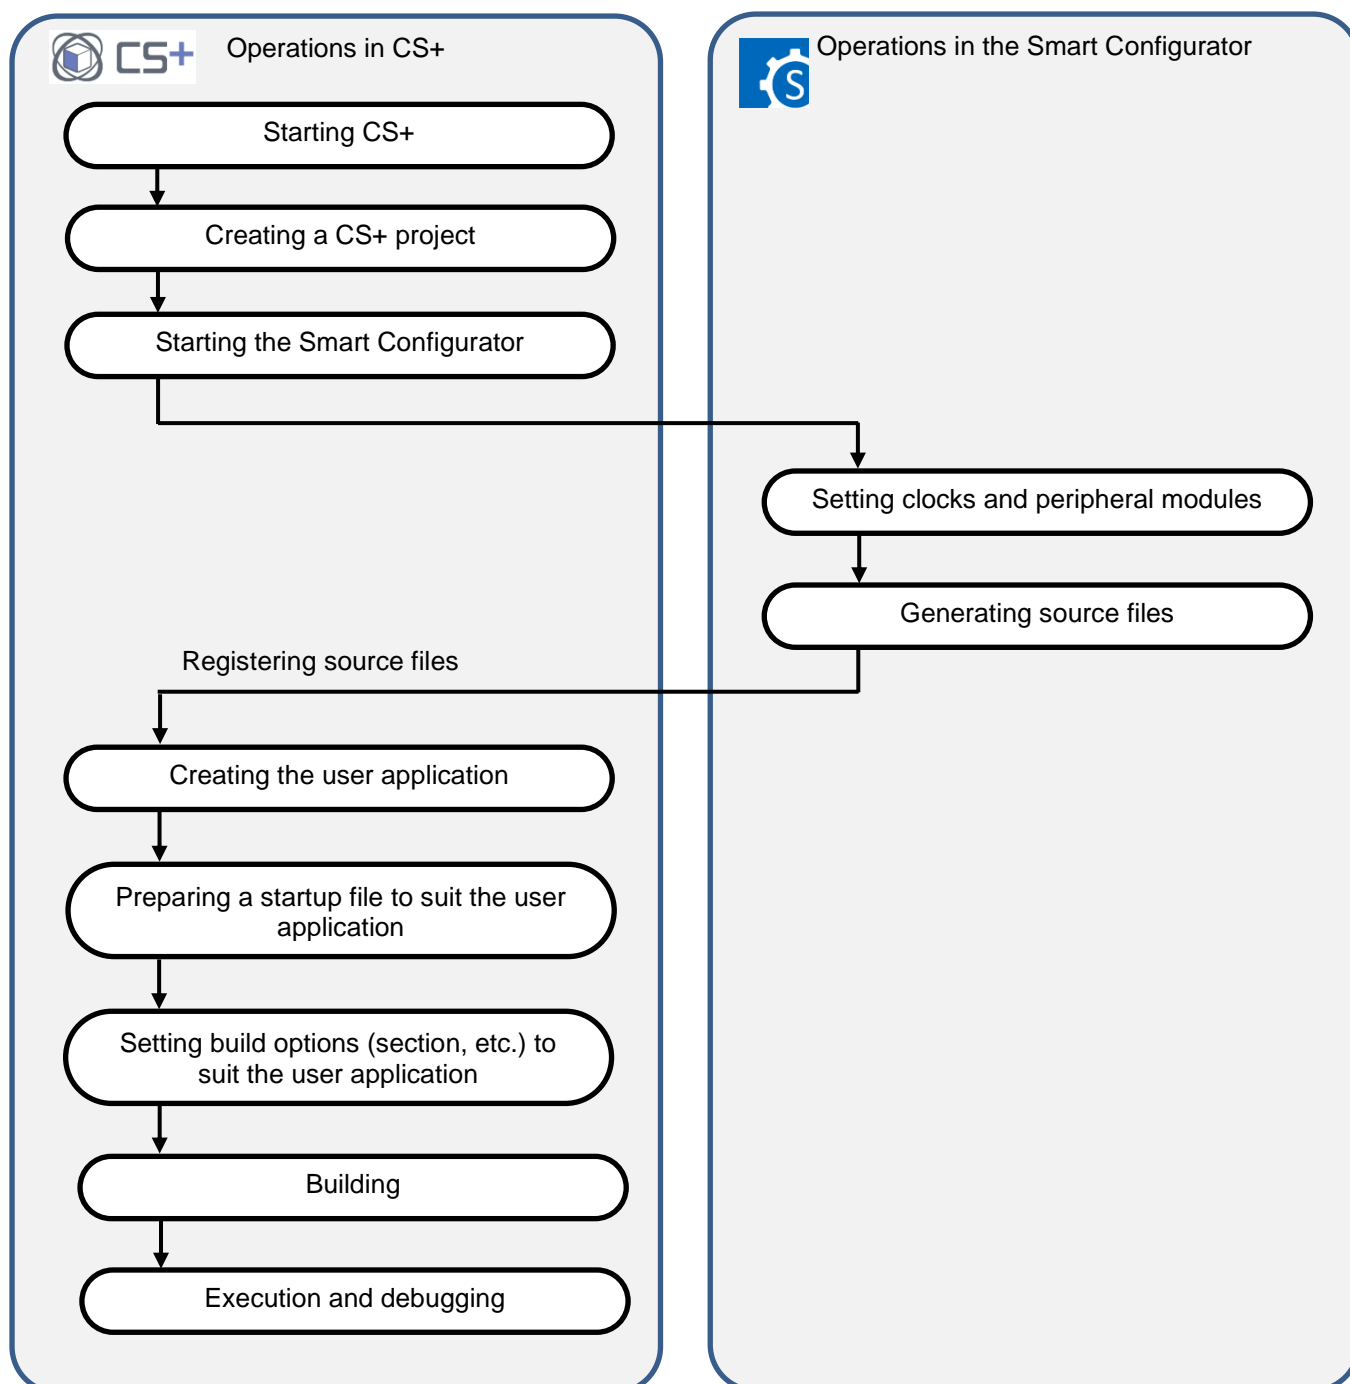 CS+
Operations in CS+
S
Operations in the Smart Configurator
Starting CS+
Creating a CS+ project
Starting the Smart Configurator
Setting clocks and peripheral modules
Generating source files
Registering source files
Creating the user application
Preparing a startup file to suit the user
application
Setting build options (section, etc.) to
suit the user application
Building
Execution and debugging